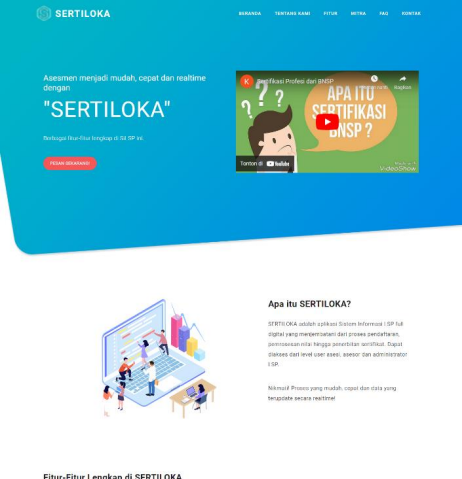 SERTILOKA
BERANDA TENTANG KAMI FITUR MITRA FAQ KONTAK
Asesmen menjadi mudah, cepat dan realtime
dengan
"SERTILOKA"
Berbagai fitur-fitur lengkap di SII SP ini.
PESAN SEKARANG!
K Sertifikasi Profesi dari BNSP
Bagikan
? ? ?
APA ITU
SERTIFIKASI
BNSP ?
Tonton di YouTube
VideoShow
Apa itu SERTILOKA?
SERTILOKA adalah aplikasi Sistem Informasi LSP full
digital yang menjembatani dari proses pendaftaran,
pemrosesan nilai hingga penerbitan sertifikat. Dapat
diakses dari level user asesi, asesor dan administrator
LSP.
Nikmati! Proses yang mudah, cepat dan data yang
terupdate secara realtime!
Fitur-Fitur Lengkap di SERTILOKA